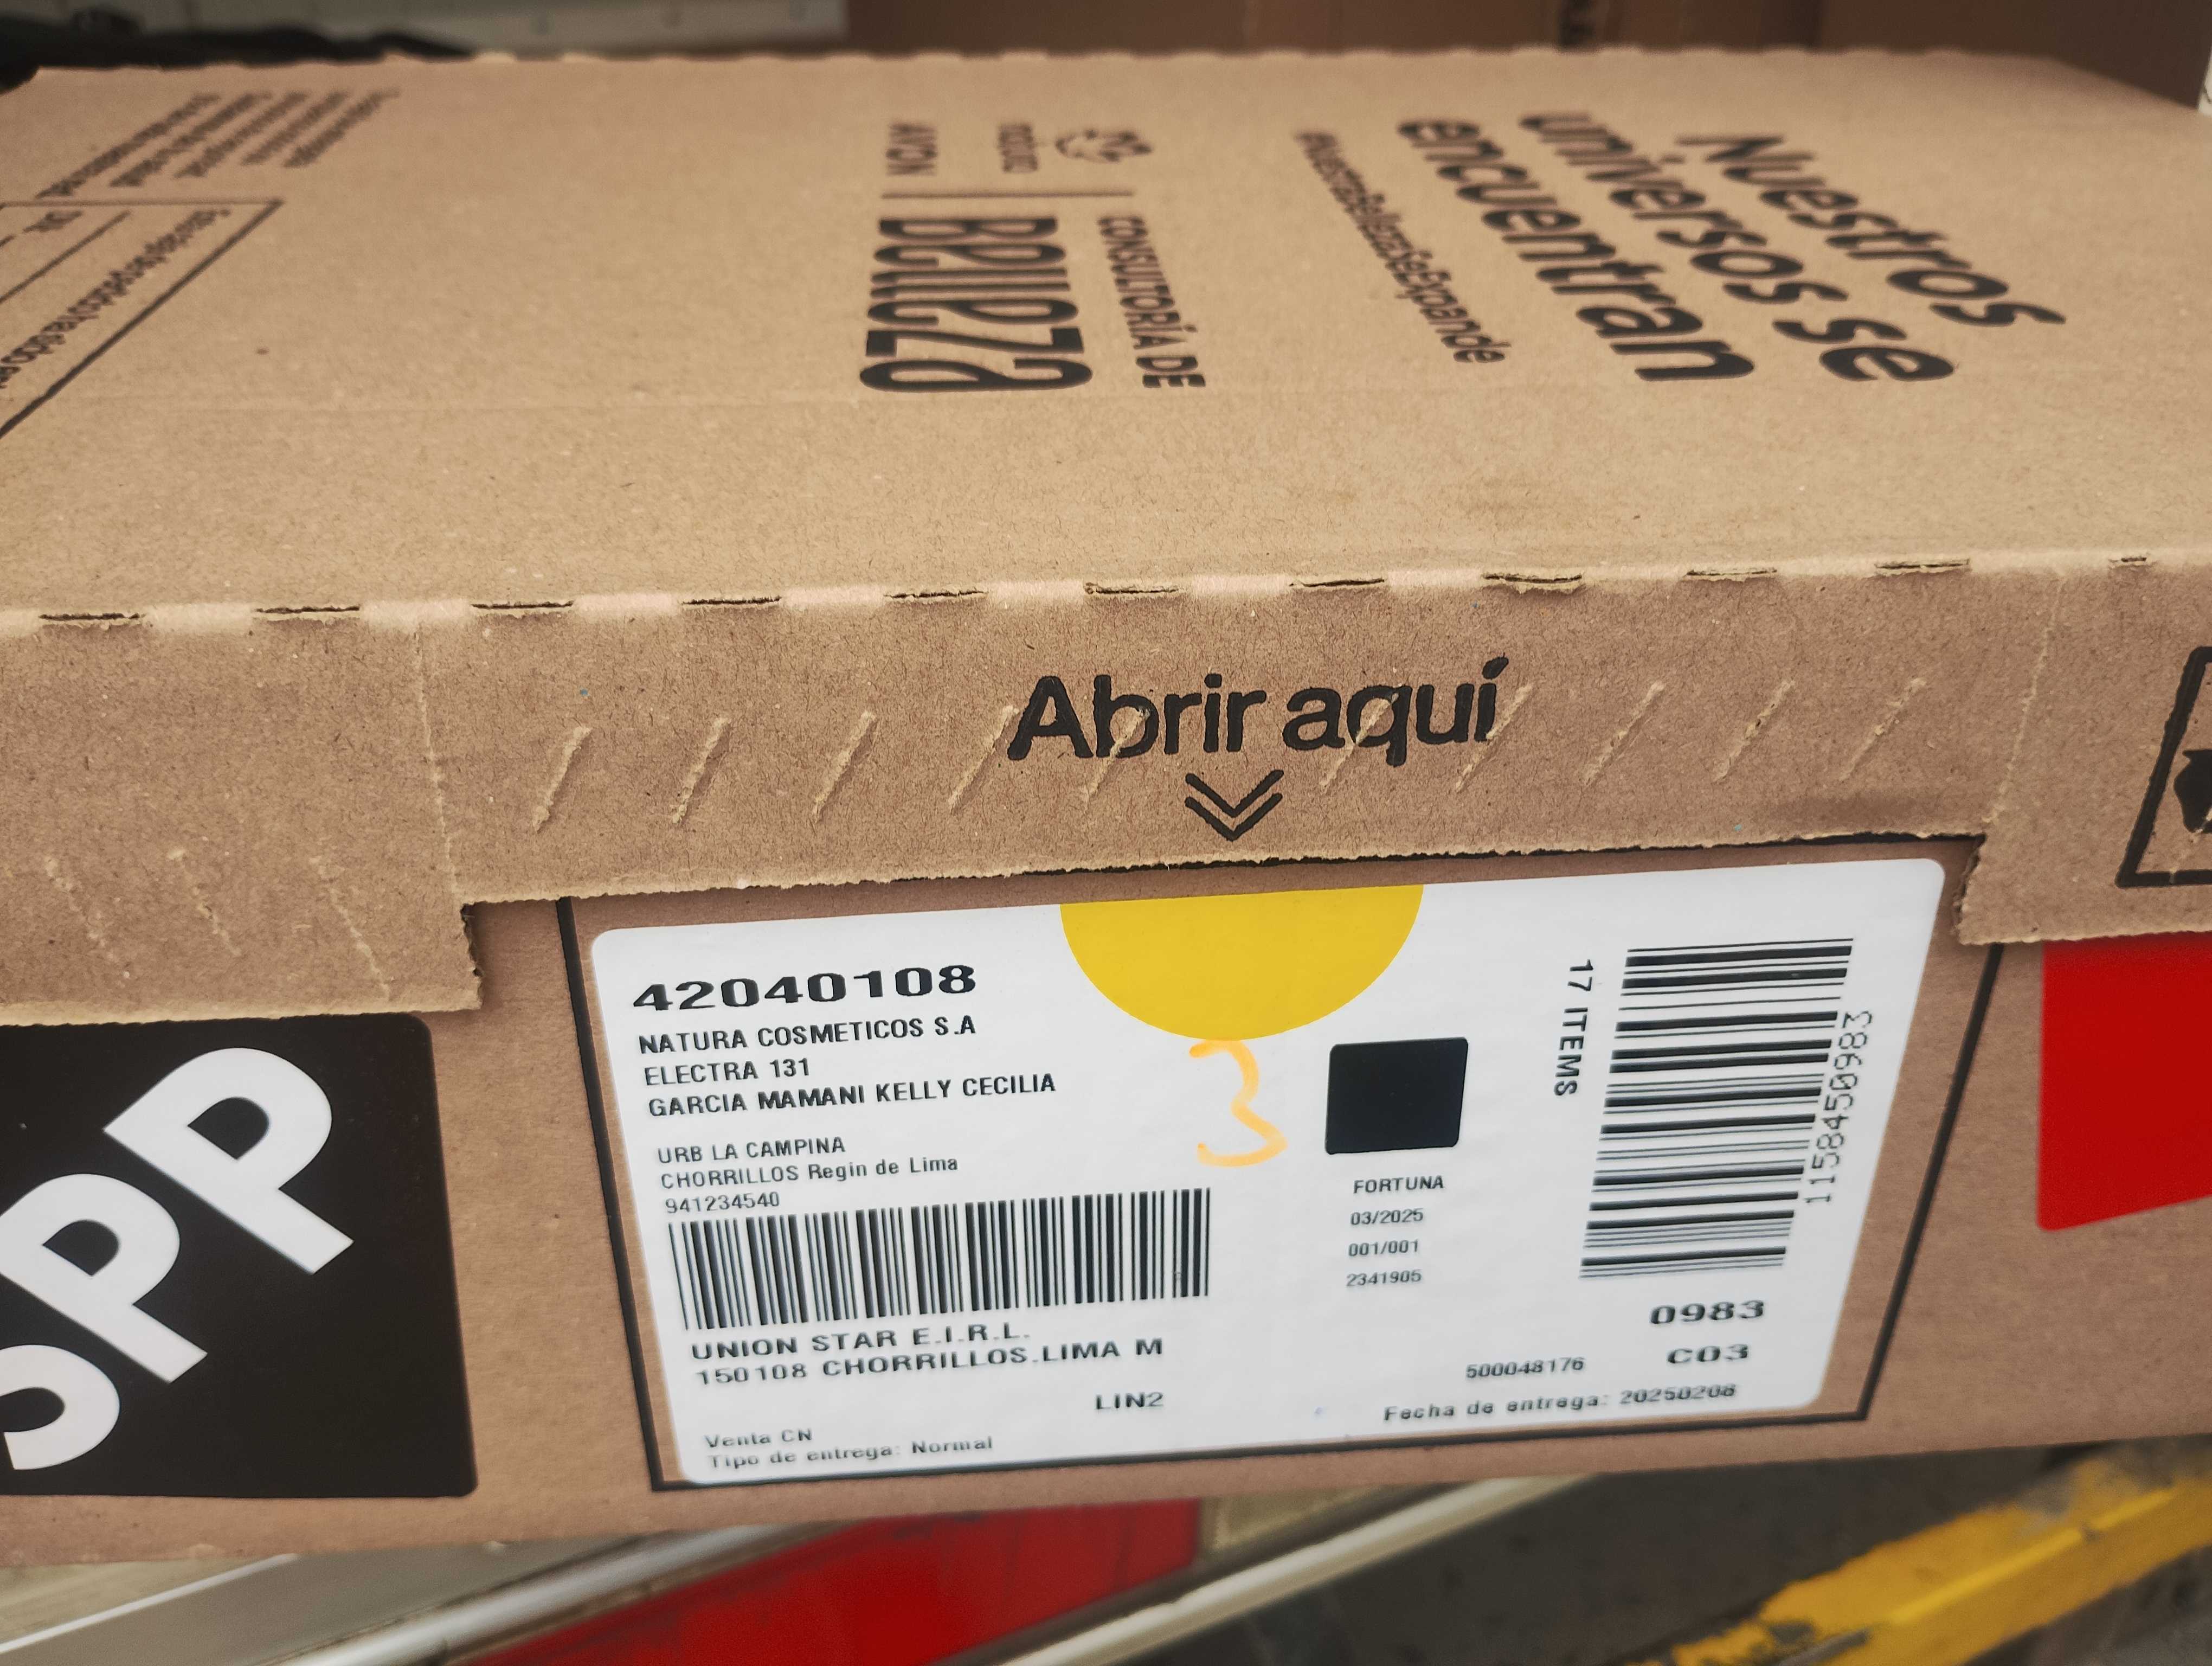 Nuestros
universos se
encuentran
#NuestraBellezaSeExpande
CONSULTORÍA DE
Belleza
natura
AVON
Abrir aquí
42040108
NATURA COSMETICOS S.A
ELECTRA 131
GARCIA MAMANI KELLY CECILIA
URB LA CAMPINA
CHORRILLOS Regin de Lima
941234540
UNION STAR E.I.R.L.
150108 CHORRILLOS.LIMA M
LIN2
Venta CN
Tipo de entrega: Normal
3
FORTUNA
03/2025
001/001
2341905
17 ITEMS
1158450983
0983
C03
500048176
Fecha de entrega: 20250208
PP